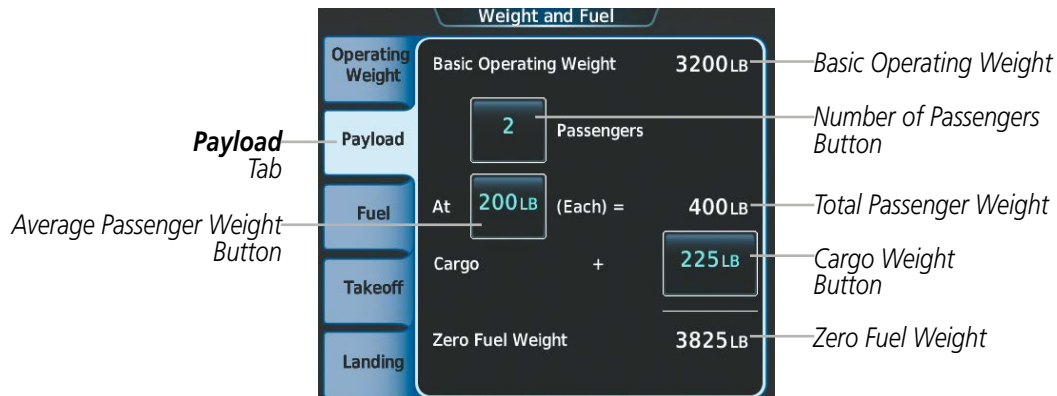 Weight and Fuel
Operating
Weight
Basic Operating Weight 3200LB
Basic Operating Weight
2 Passengers
Number of Passengers
Button
Payload
Tab
Payload
At 200LB (Each) = 400LB
Total Passenger Weight
Fuel
Average Passenger Weight
Button
Cargo + 225LB
Cargo Weight
Button
Takeoff
Zero Fuel Weight 3825LB
Zero Fuel Weight
Landing